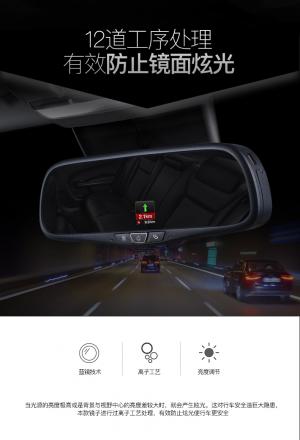 12道工序处理
有效防止镜面炫光
2.1km
蓝镜技术
离子工艺
亮度调节
当光源的亮度极高或是背景与视野中心的亮度差较大时，就会产生眩光。这对行车安全造巨大隐患，
本款镜子进行过离子工艺处理，有效防止炫光使行车更安全